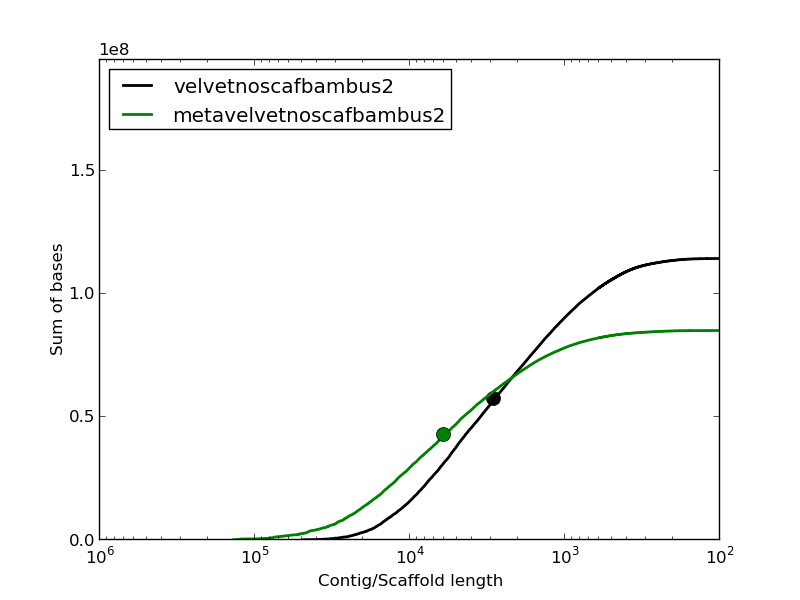 1e8
velvetnoscafbambus2
metavelvetnoscafbambus2
1.5
1.0
0.5
0.0
Sum of bases
10^6 10^5 10^4 10^3 10^2
Contig/Scaffold length